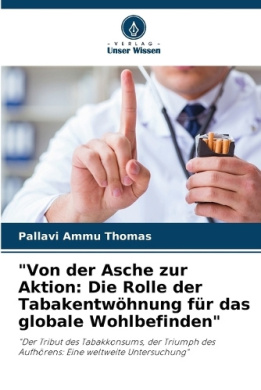 - VERLAG -
Unser Wissen
Pallavi Ammu Thomas
"Von der Asche zur
Aktion: Die Rolle der
Tabakentwöhnung für das
globale Wohlbefinden"
"Der Tribut des Tabakkonsums, der Triumph des
Aufhörens: Eine weltweite Untersuchung"